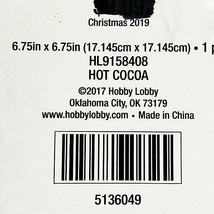 Christmas 2019
6.75in x 6.75in (17.145cm x 17.145cm) • 1
HL9158408
HOT COCOA
©2017 Hobby Lobby
Oklahoma City, OK 73179
www.hobbylobby.com • Made in China
5136049